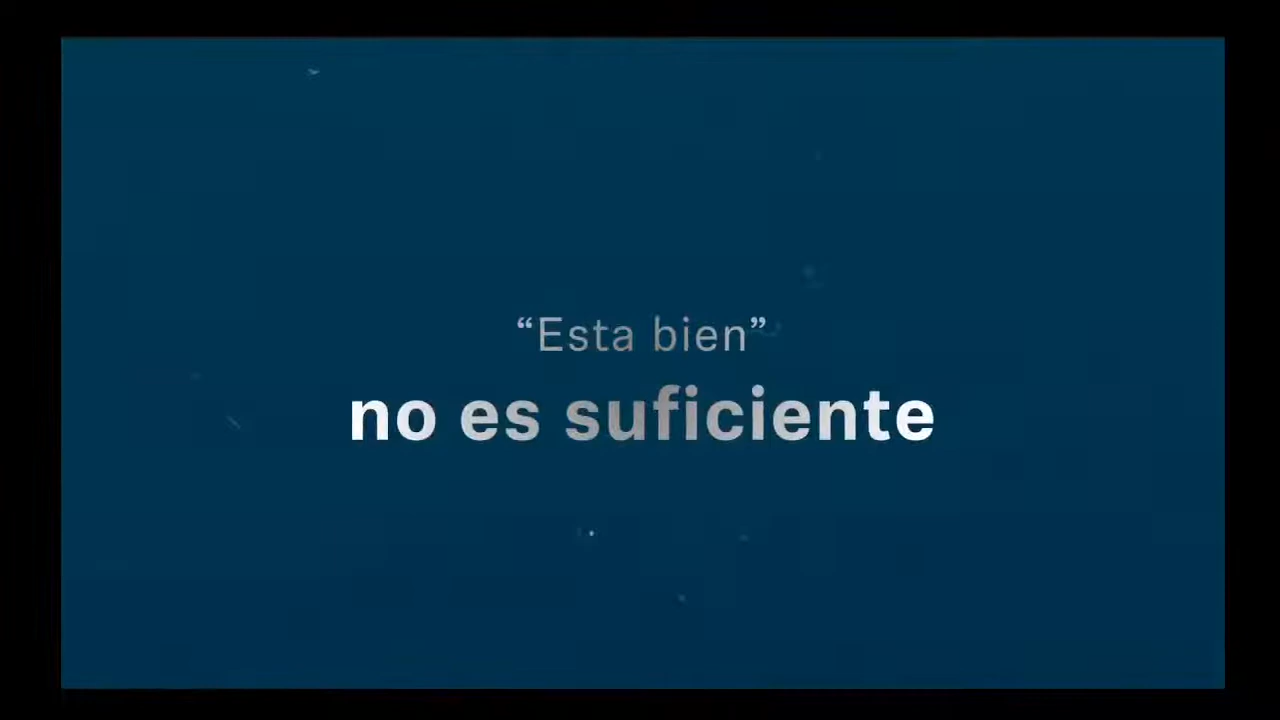 “Esta bien”
no es suficiente